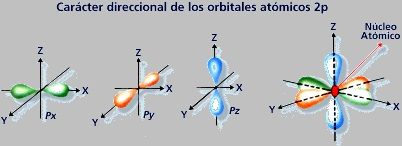 Carácter direccional de los orbitales atómicos 2p
Núcleo
Atómico
Z
X
Y
Px
Z
X
Y
Py
Z
X
Y
Pz
Z
X
Y